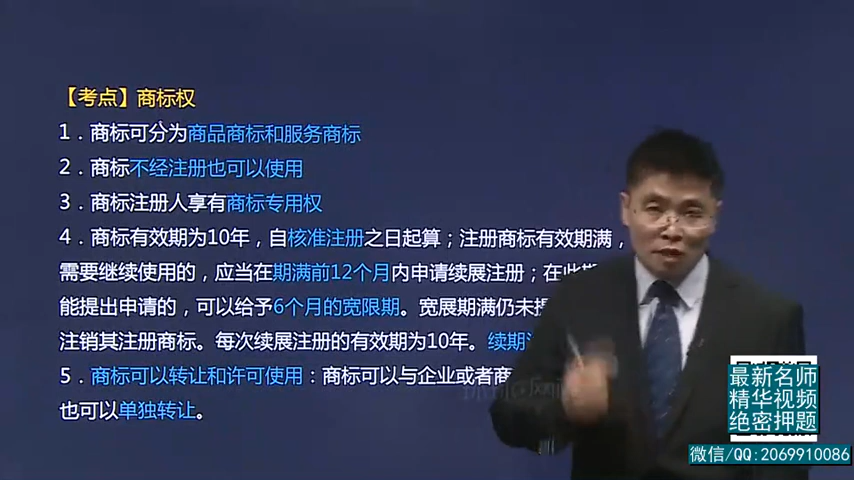 【考点】商标权
1．商标可分为商品商标和服务商标
2．商标不经注册也可以使用
3．商标注册人享有商标专用权
4．商标有效期为10年，自核准注册之日起算；注册商标有效期满，
需要继续使用的，应当在期满前12个月内申请续展注册；在此期
能提出申请的，可以给予6个月的宽限期。宽展期满仍未提
注销其注册商标。每次续展注册的有效期为10年。续期
5．商标可以转让和许可使用：商标可以与企业或者商
也可以单独转让。
最新名师
精华视频
绝密押题
微信/QQ:2069910086